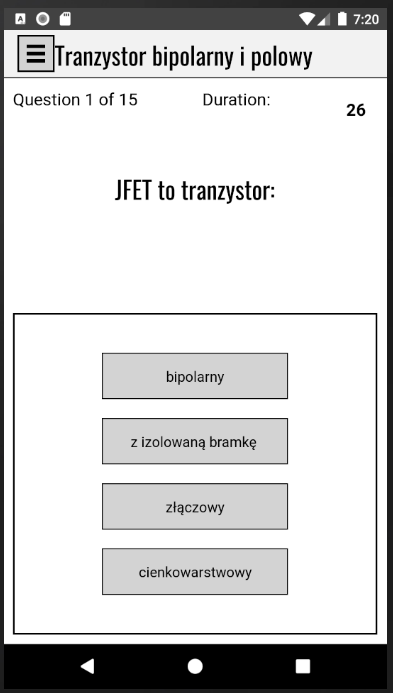 7:20
Tranzystor bipolarny i polowy
Question 1 of 15 Duration:
26
JFET to tranzystor:
bipolarny
z izolowaną bramkę
złączowy
cienkowarstwowy